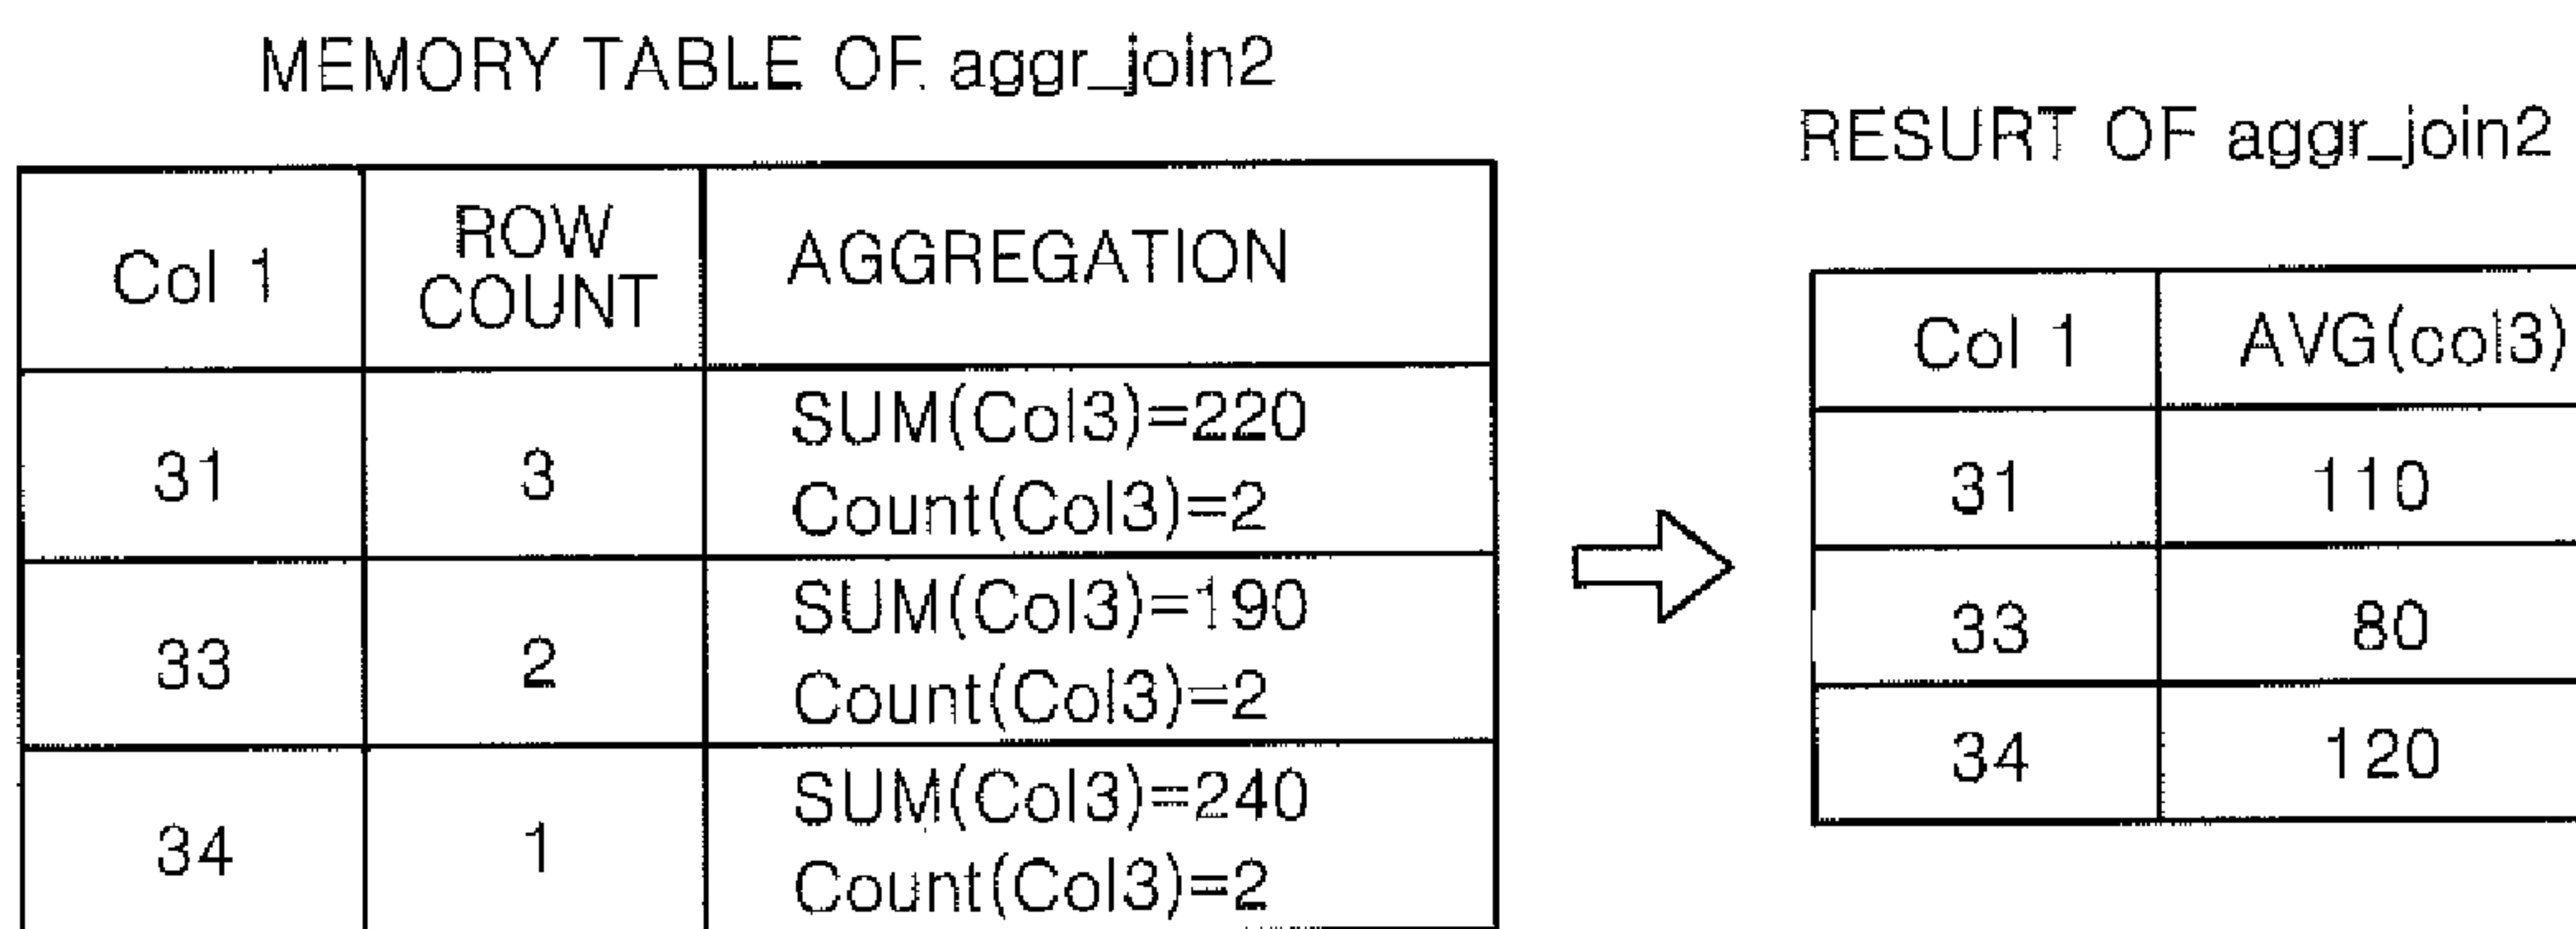 MEMORY TABLE OF aggr_join2
Col 1
ROW
COUNT
AGGREGATION
31
3
SUM(Col3)=220
Count(Col3)=2
33
2
SUM(Col3)=190
Count(Col3)=2
34
1
SUM(Col3)=240
Count(Col3)=2
RESURT OF aggr_join2
Col 1
AVG(col3)
31
110
33
80
34
120